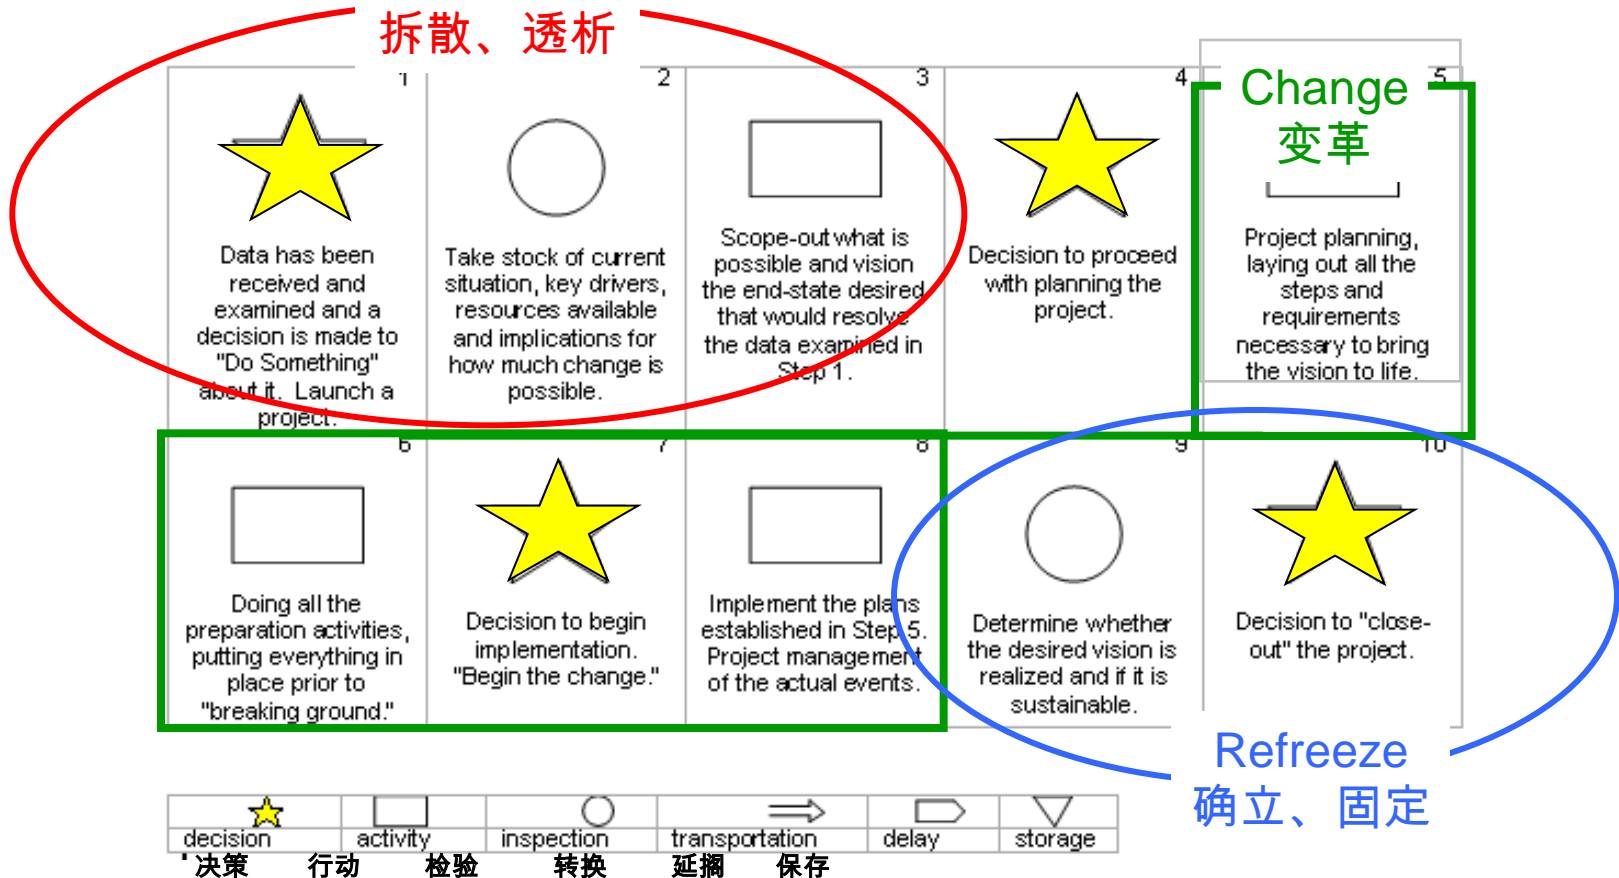 拆散、透析
1
2
3
4
5
Change
变革
Data has been
received and
examined and a
decision is made to
"Do Something"
about it. Launch a
project.
Take stock of current
situation, key drivers,
resources available
and implications for
how much change is
possible.
Scope-out what is
possible and vision
the end-state desired
that would resolve
the data examined in
Step 1.
Decision to proceed
with planning the
project.
Project planning,
laying out all the
steps and
requirements
necessary to bring
the vision to life.
6
7
8
9
10
Doing all the
preparation activities,
putting everything in
place prior to
"breaking ground."
Decision to begin
implementation.
"Begin the change."
Implement the plans
established in Step 5.
Project management
of the actual events.
Determine whether
the desired vision is
realized and if it is
sustainable.
Decision to "close-
out" the project.
Refreeze
确立、固定
decision activity inspection transportation delay storage
决策 行动 检验 转换 延搁 保存